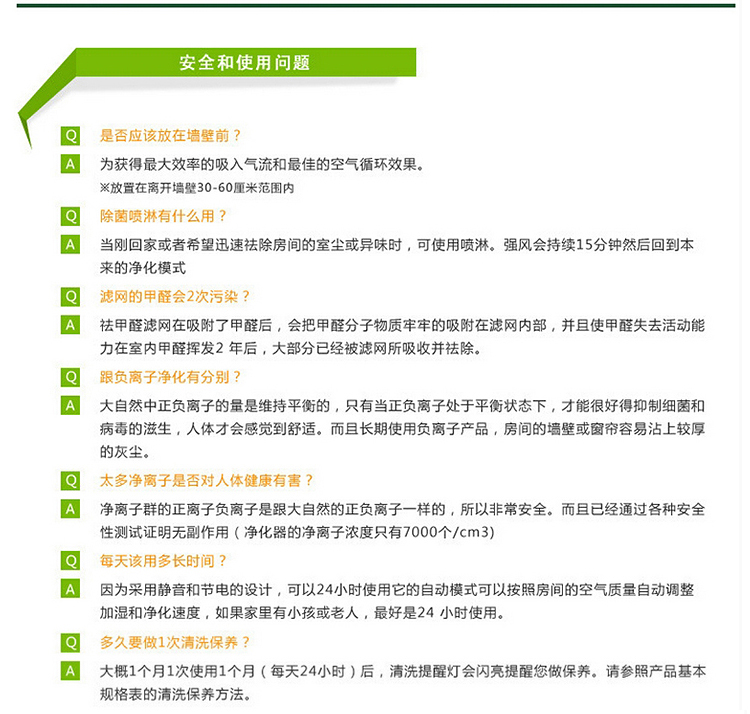 安全和使用问题
Q 是否应该放在墙壁前？
A 为获得最大效率的吸入气流和最佳的空气循环效果。
※放置在离开墙壁30-60厘米范围内
Q 除菌喷淋有什么用？
A 当刚回家或者希望迅速祛除房间的室尘或异味时，可使用喷淋。强风会持续15分钟然后回到本
来的净化模式
Q 滤网的甲醛会2次污染？
A 祛甲醛滤网在吸附了甲醛后，会把甲醛分子物质牢牢的吸附在滤网内部，并且使甲醛失去活动能
力在室内甲醛挥发2 年后，大部分已经被滤网所吸收并祛除。
Q 跟负离子净化有分别？
A 大自然中正负离子的量是维持平衡的，只有当正负离子处于平衡状态下，才能很好得抑制细菌和
病毒的滋生，人体才会感觉到舒适。而且长期使用负离子产品，房间的墙壁或窗帘容易沾上较厚
的灰尘。
Q 太多净离子是否对人体健康有害？
A 净离子群的正离子负离子是跟大自然的正负离子一样的，所以非常安全。而且已经通过各种安全
性测试证明无副作用（净化器的净离子浓度只有7000个/cm3)
Q 每天该用多长时间？
A 因为采用静音和节电的设计，可以24小时使用它的自动模式可以按照房间的空气质量自动调整
加湿和净化速度，如果家里有小孩或老人，最好是24 小时使用。
Q 多久要做1次清洗保养？
A 大概1个月1次使用1个月（每天24小时）后，清洗提醒灯会闪亮提醒您做保养。请参照产品基本
规格表的清洗保养方法。